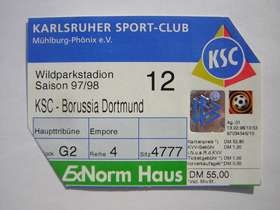 KARLSRUHER SPORT-CLUB
Mühlburg-Phönix e.V.
KSC
Wildparkstadion
Saison 97/98
12
KSC - Borussia Dortmund
Haupttribüne Empore
G2 Reihe 4 Sitz 4777
Norm Haus
DM 55,00